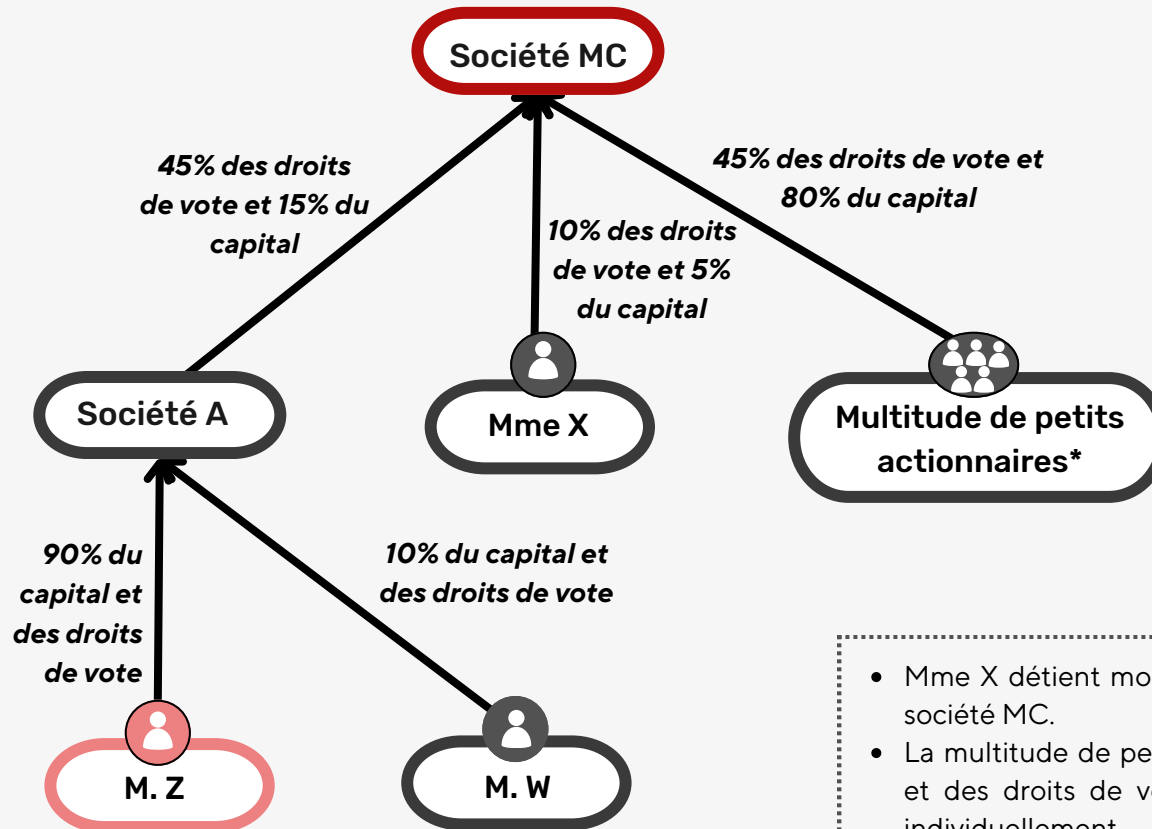 Société MC
45% des droits
de vote et 15% du
capital
10% des droits
de vote et 5%
du capital
45% des droits de vote et
80% du capital
Société A
Mme X
Multitude de petits
actionnaires*
90% du
capital et
des droits
de vote
10% du capital et
des droits de vote
M. Z
M. W
• Mme X détient
société MC.
• La multitude de
et des droits de
individuellement